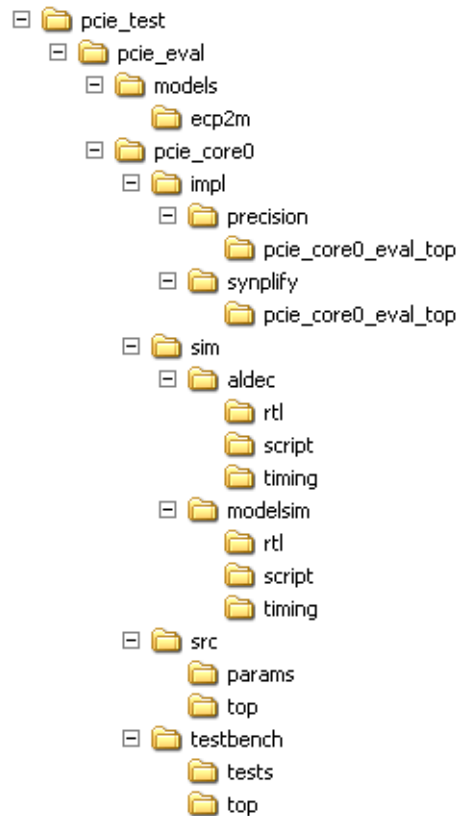 pcie_test
pcie_eval
models
ecp2m
pcie_core0
impl
precision
pcie_core0_eval_top
synplify
pcie_core0_eval_top
sim
aldec
rtl
script
timing
modelsim
rtl
script
timing
src
params
top
testbench
tests
top